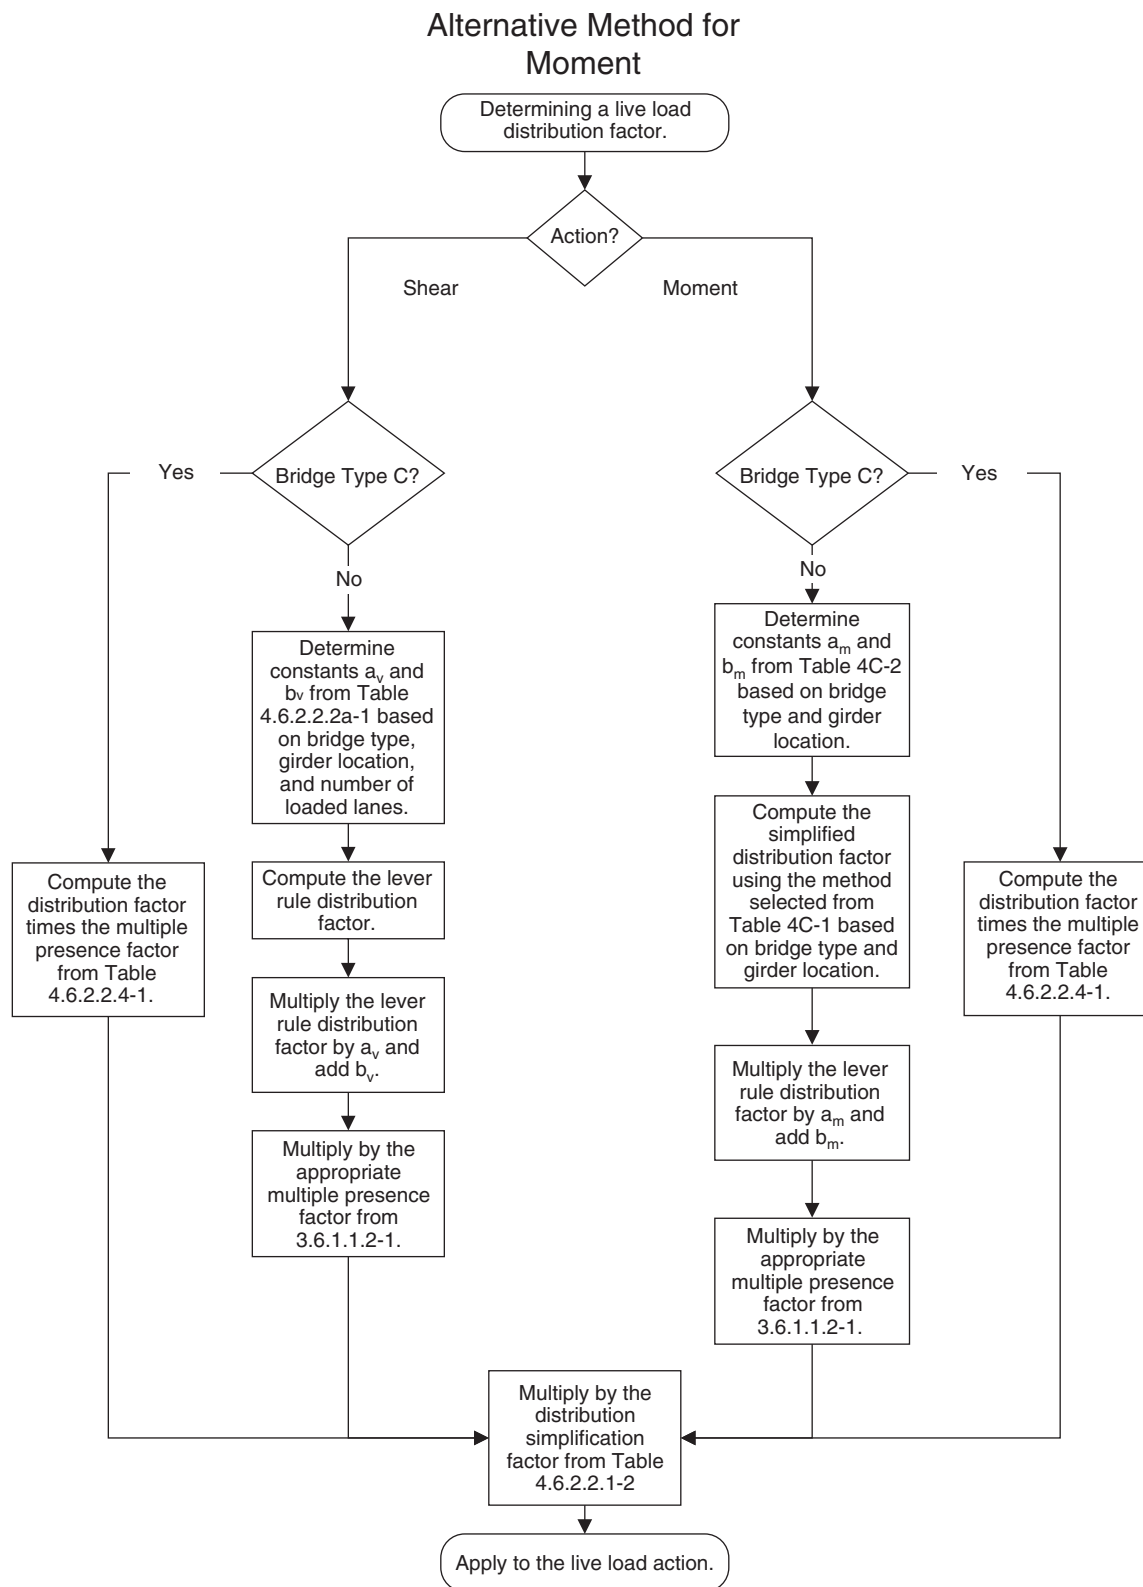 Alternative Method for
Moment
Determining a live load
distribution factor.
Action?
Shear
Moment
Yes
Bridge Type C?
Bridge Type C?
Yes
No
No
Determine
constants aᵥ and
bv from Table
4.6.2.2.2a-1 based
on bridge type,
girder location,
and number of
loaded lanes.
Determine
constants aₘ and
bₘ from Table 4C-2
based on bridge
type and girder
location.
Compute the
distribution factor
times the multiple
presence factor
from Table
4.6.2.2.4-1.
Compute the lever
rule distribution
factor.
Compute the
simplified
distribution factor
using the method
selected from
Table 4C-1 based
on bridge type and
girder location.
Compute the
distribution factor
times the multiple
presence factor
from Table
4.6.2.2.4-1.
Multiply the lever
rule distribution
factor by aᵥ and
add bᵥ.
Multiply the lever
rule distribution
factor by aₘ and
add bₘ.
Multiply by the
appropriate
multiple presence
factor from
3.6.1.1.2-1.
Multiply by the
appropriate
multiple presence
factor from
3.6.1.1.2-1.
Multiply by the
distribution
simplification
factor from Table
4.6.2.2.1-2
Apply to the live load action.